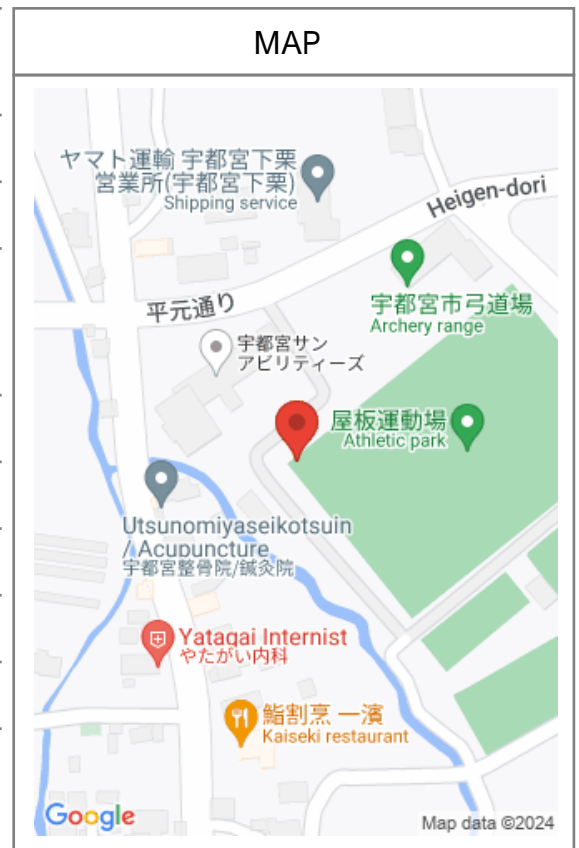 MAP
ヤマト運輸 宇都宮下栗
営業所(宇都宮下栗)
Shipping service
Heigen-dori
宇都宮市弓道場
Archery range
平元通り
宇都宮サン
アビリティーズ
屋板運動場
Athletic park
Utsunomiyaseikotsuin
/ Acupuncture
宇都宮整骨院/鍼灸院
Yatagai Internist
やたがい内科
鮨割烹 一濱
Kaiseki restaurant
Google
Map data ©2024